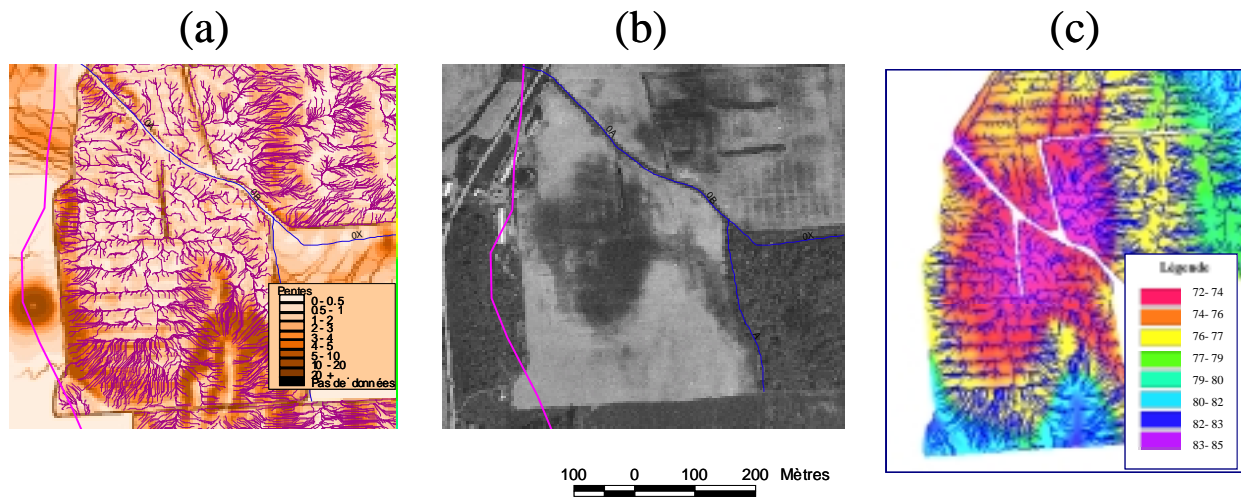 (a)
(b)
(c)
0A
0B
0X
0A
0B
0X
Pentes
0 - 0.5
0.5 - 1
1 - 2
2 - 3
3 - 4
4 - 5
5 - 10
10 - 20
20 +
Pas de données
Légende
72- 74
74- 76
76- 77
77- 79
79- 80
80- 82
82- 83
83- 85
100 0 100 200 Mètres